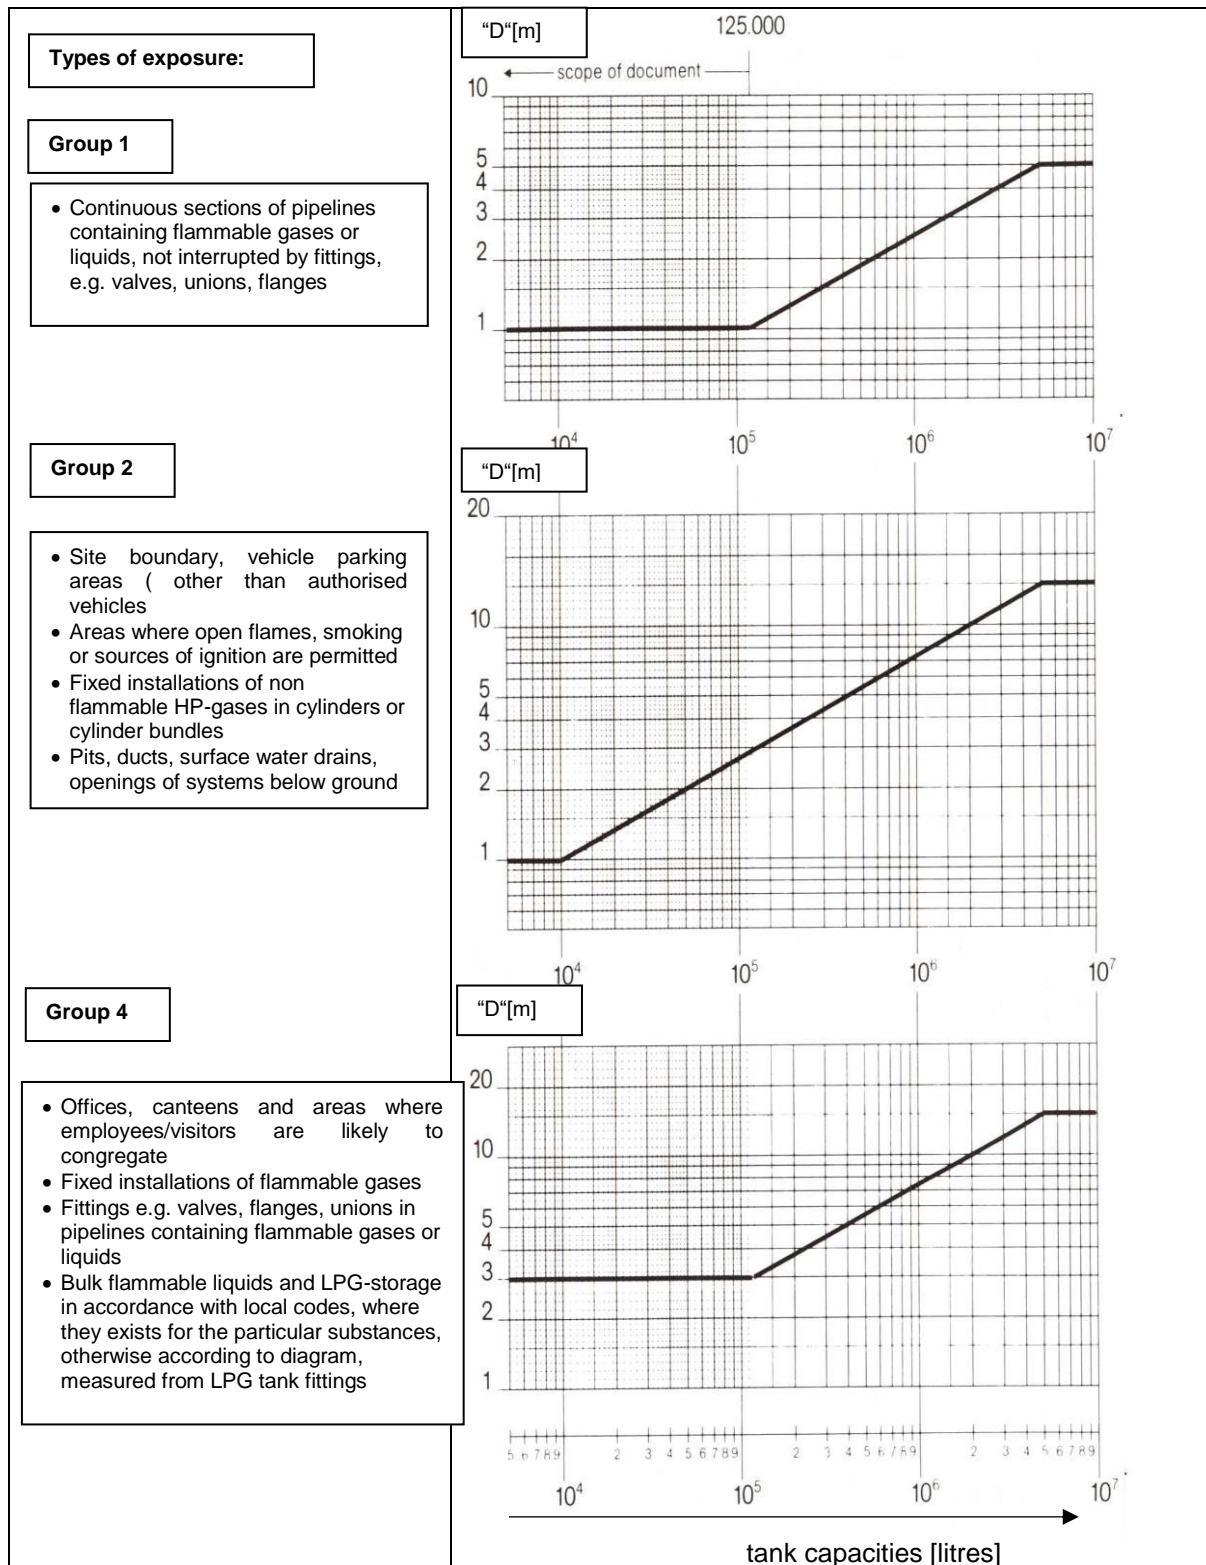 Types of exposure:
Group 1
• Continuous sections of pipelines
containing flammable gases or
liquids, not interrupted by fittings,
e.g. valves, unions, flanges
"D"[m]
125.000
scope of document
10
5
4
3
2
1
10⁴
10⁵
10⁶
10⁷
Group 2
• Site boundary, vehicle parking
areas ( other than authorised
vehicles
• Areas where open flames, smoking
or sources of ignition are permitted
• Fixed installations of non
flammable HP-gases in cylinders or
cylinder bundles
• Pits, ducts, surface water drains,
openings of systems below ground
"D"[m]
20
10
5
4
3
2
1
10⁴
10⁵
10⁶
10⁷
Group 4
• Offices, canteens and areas where
employees/visitors are likely to
congregate
• Fixed installations of flammable gases
• Fittings e.g. valves, flanges, unions in
pipelines containing flammable gases or
liquids
• Bulk flammable liquids and LPG-storage
in accordance with local codes, where
they exists for the particular substances,
otherwise according to diagram,
measured from LPG tank fittings
"D"[m]
20
10
5
4
3
2
1
5 6 7 8 9 2 3 4 5 6 7 8 9 2 3 4 5 6 7 8 9 2 3 4 5 6 7 8 9
10⁴
10⁵
10⁶
10⁷
tank capacities [litres]